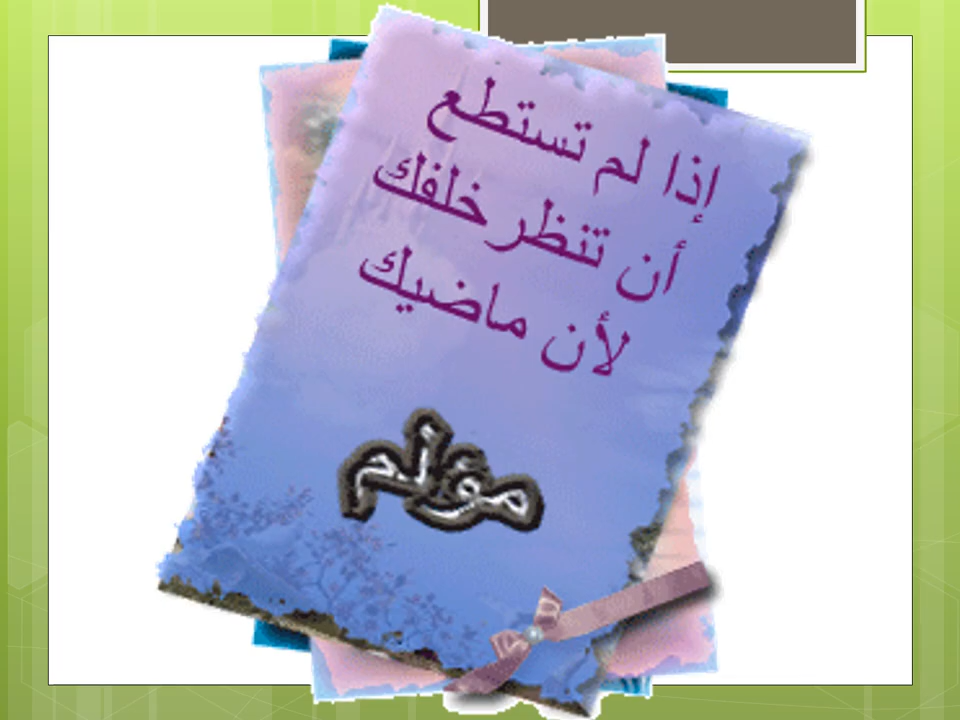 إذا لم تستطع
أن تنظر خلفك
لأن ماضيك
مؤلم